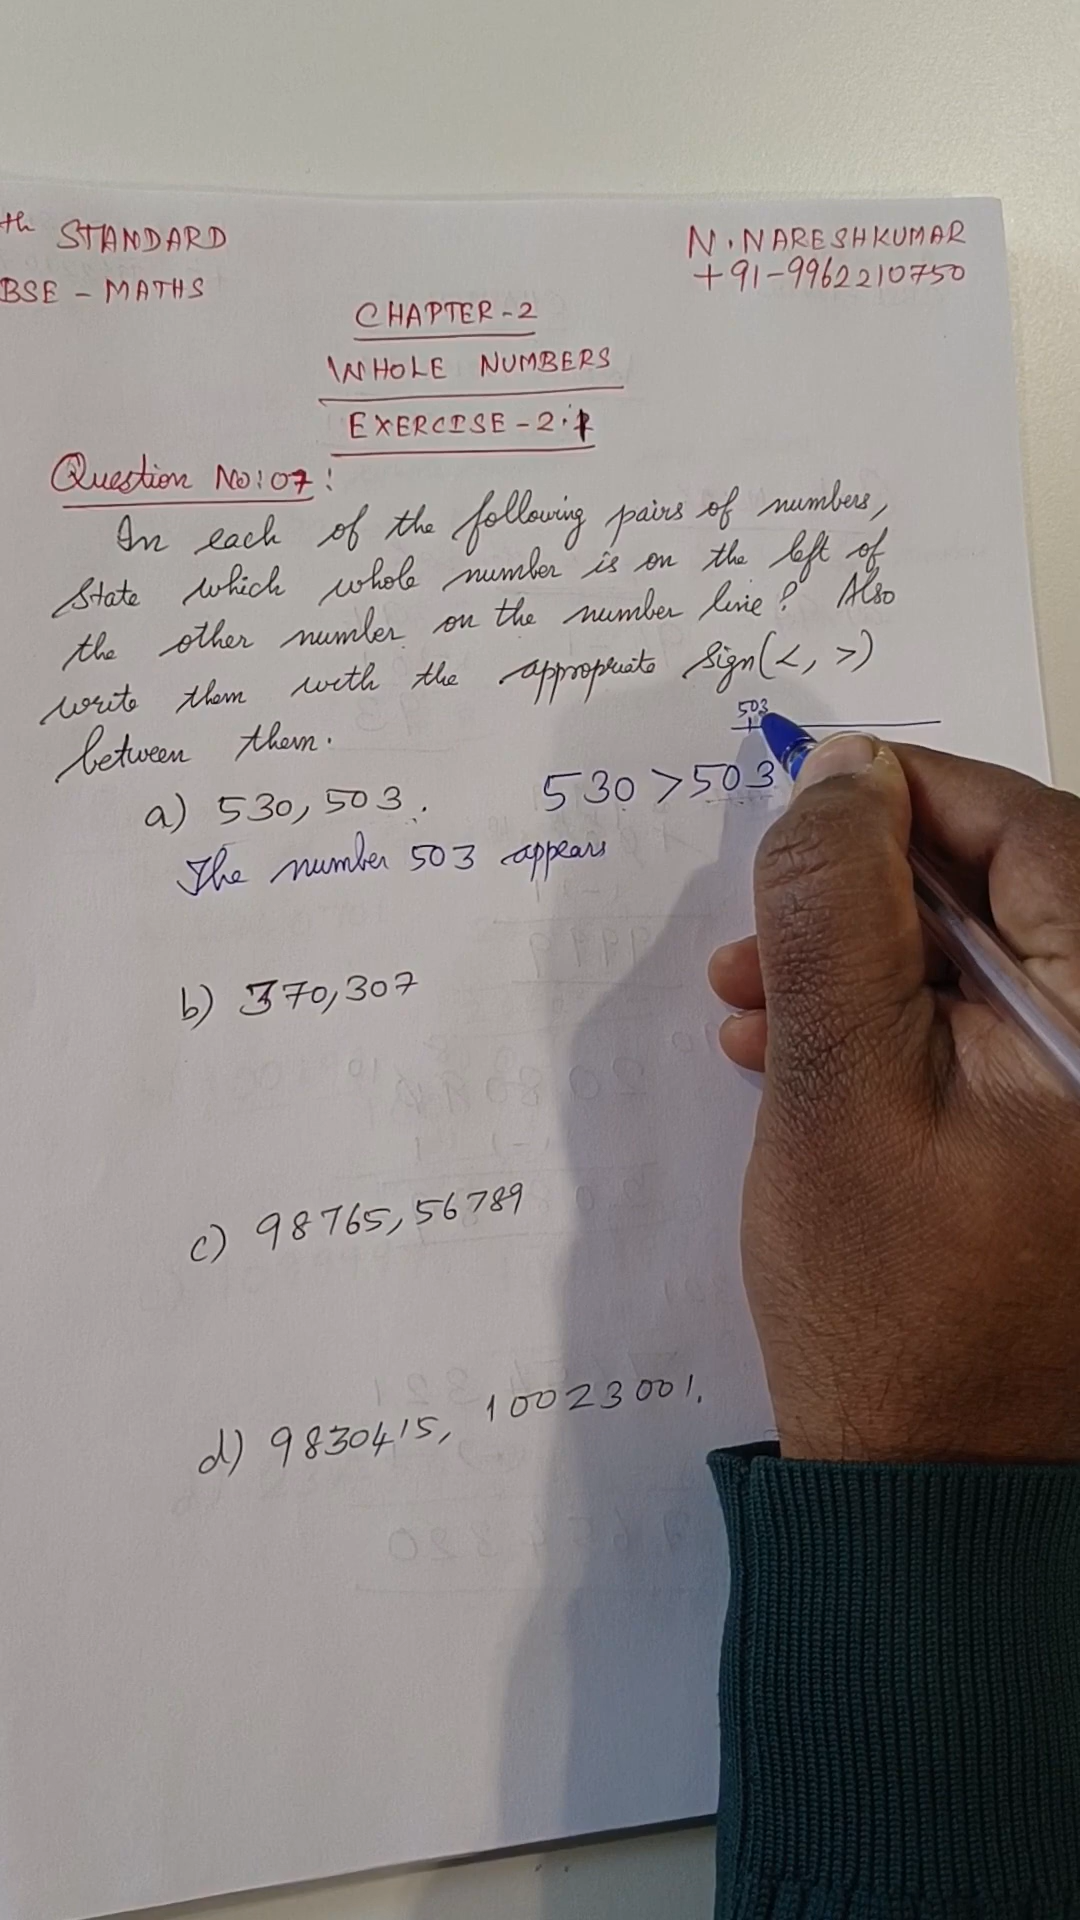 th STANDARD
BSE - MATHS
N. NARESHKUMAR
+91-9962210750
CHAPTER-2
WHOLE NUMBERS
EXERCISE-2.1
Question No:07:
In each of the following pairs of numbers,
State which whole number is on the left of
the other number on the number line? Also
write them with the appropriate sign(<, >)
between them.
503
a) 530, 503. 530 > 503
The number 503 appears
b) 370, 307
c) 98765, 56789
d) 9830415, 10023001.